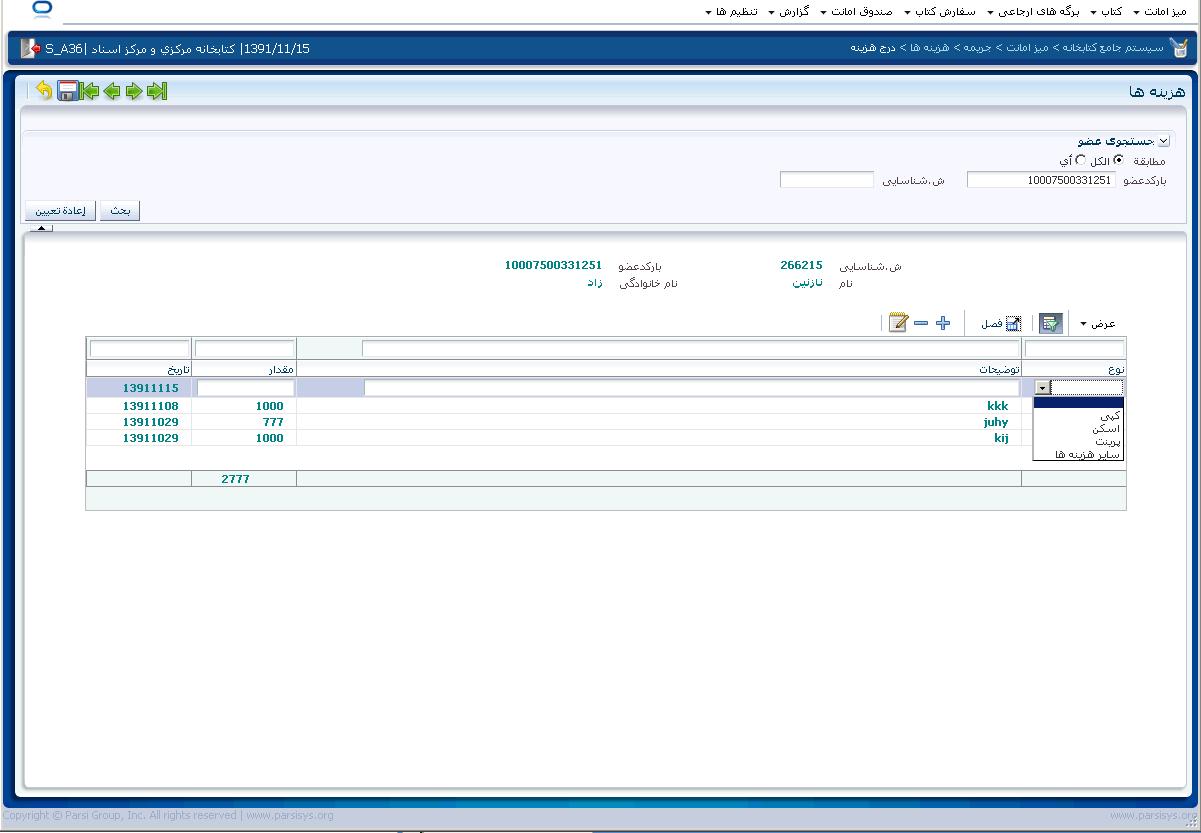 میز امانت کتاب برگه های ارجاعی سفارش کتاب صندوق امانت گزارش تنظیم ها
سیستم جامع کتابخانه > میز امانت > جریمه > هزینه ها > درج هزینه
1391/11/15| کتابخانه مرکزي و مرکز اسناد |S_A36
هزینه ها
جستجوی عضو
مطابقة الكل أي
بارکدعضو 10007500331251 ش.شناسایی
بحث إعادة تعيين
ش.شناسایی 266215 بارکدعضو 10007500331251
نام نازنین نام خانوادگی زاد
عرض فصل
نوع توضیحات مقدار تاریخ
13911115
kkk 1000 13911108
juhy 777 13911029
kij 1000 13911029
کپی
اسکن
پرینت
سایر هزینه ها
2777
Copyright © Parsi Group, Inc. All rights reserved | www.parsisys.org
www.parsisys.org